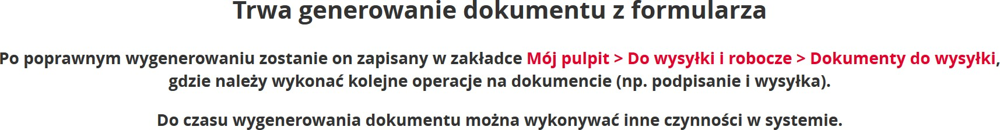 Trwa generowanie dokumentu z formularza
Po poprawnym wygenerowaniu zostanie on zapisany w zakładce Mój pulpit > Do wysyłki i robocze > Dokumenty do wysyłki,
gdzie należy wykonać kolejne operacje na dokumencie (np. podpisanie i wysyłka).
Do czasu wygenerowania dokumentu można wykonywać inne czynności w systemie.